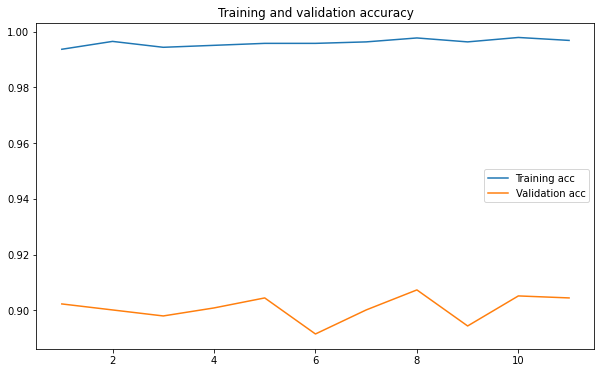 Training and validation accuracy
1.00
0.98
0.96
0.94
0.92
0.90
Training acc
Validation acc
2 4 6 8 10